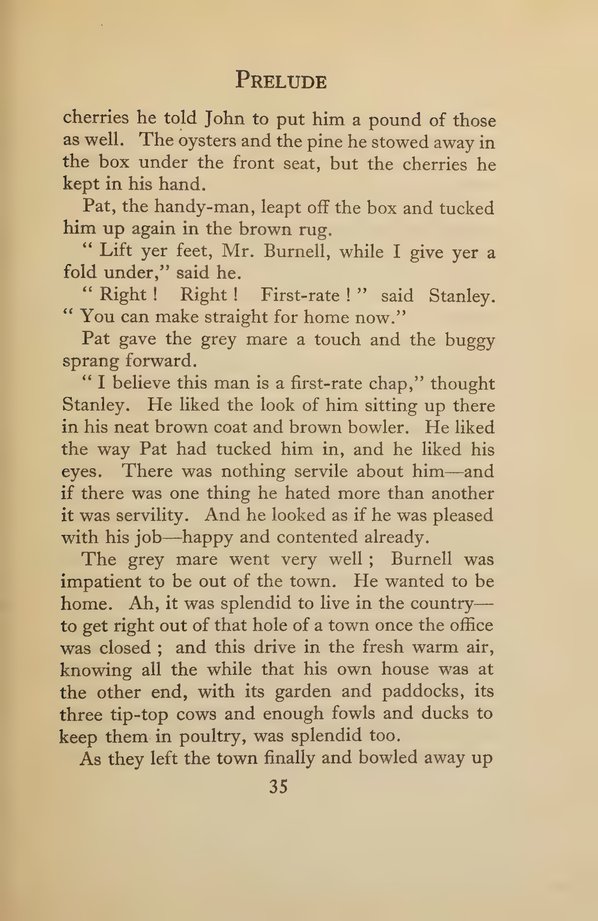 PRELUDE
cherries he told John to put him a pound of those
as well. The oysters and the pine he stowed away in
the box under the front seat, but the cherries he
kept in his hand.
Pat, the handy-man, leapt off the box and tucked
him up again in the brown rug.
“ Lift yer feet, Mr. Burnell, while I give yer a
fold under,” said he.
“ Right ! Right ! First-rate ! ” said Stanley.
“ You can make straight for home now.”
Pat gave the grey mare a touch and the buggy
sprang forward.
“ I believe this man is a first-rate chap,” thought
Stanley. He liked the look of him sitting up there
in his neat brown coat and brown bowler. He liked
the way Pat had tucked him in, and he liked his
eyes. There was nothing servile about him—and
if there was one thing he hated more than another
it was servility. And he looked as if he was pleased
with his job—happy and contented already.
The grey mare went very well ; Burnell was
impatient to be out of the town. He wanted to be
home. Ah, it was splendid to live in the country—
to get right out of that hole of a town once the office
was closed ; and this drive in the fresh warm air,
knowing all the while that his own house was at
the other end, with its garden and paddocks, its
three tip-top cows and enough fowls and ducks to
keep them in poultry, was splendid too.
As they left the town finally and bowled away up
35